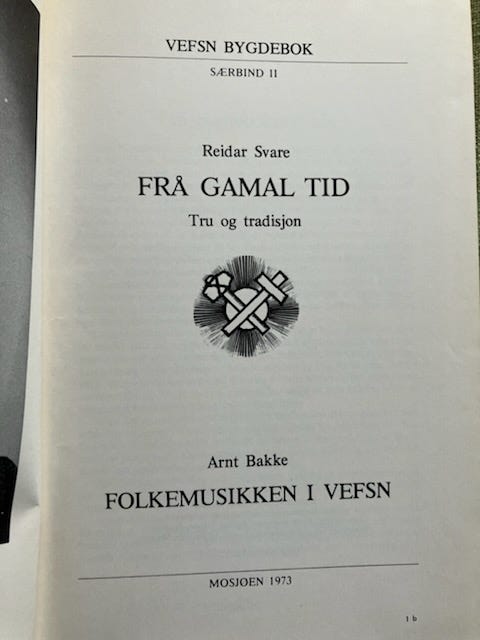 VEFSN BYGDEBOK
SÆRBIND II
Reidar Svare
FRÅ GAMAL TID
Tru og tradisjon
Arnt Bakke
FOLKEMUSIKKEN I VEFSN
MOSJØEN 1973
1 b